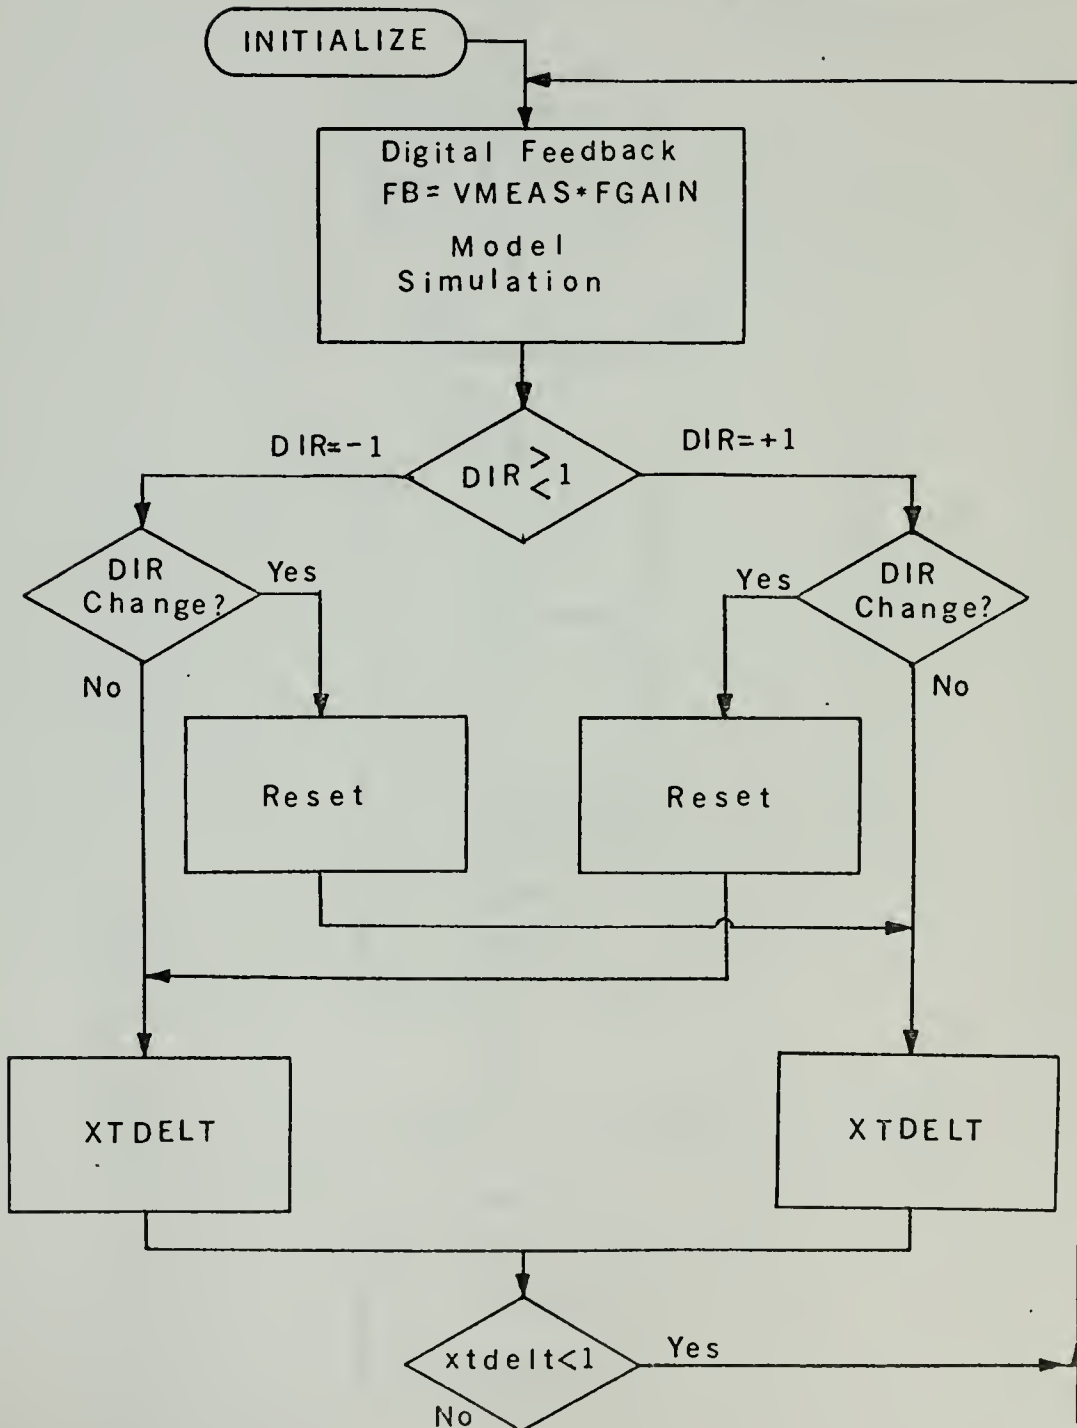 INITIALIZE
Digital Feedback
FB= VMEAS*FGAIN
Model
Simulation
DIR=-1
DIR=+1
DIR ≷ 1
DIR
Change?
Yes
No
Yes
DIR
Change?
No
Reset
Reset
XTDELT
XTDELT
xtdelt<1
Yes
No